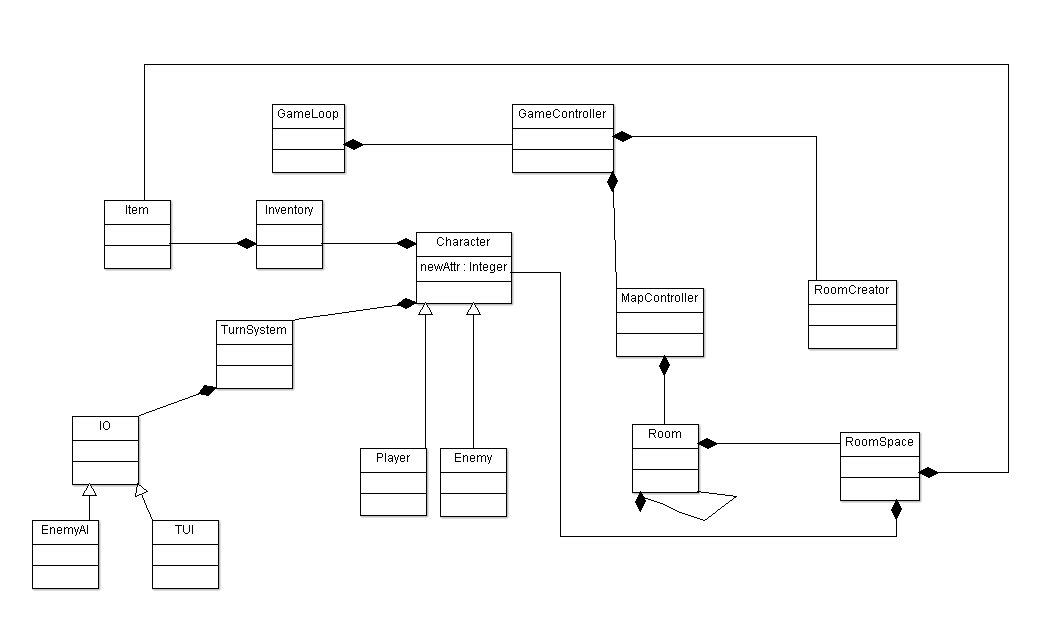 GameLoop
GameController
Item
Inventory
Character
newAttr : Integer
RoomCreator
MapController
TurnSystem
IO
Room
RoomSpace
Player
Enemy
EnemyAI
TUI